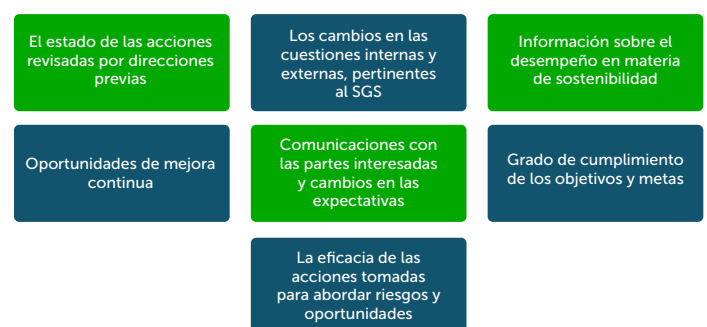 El estado de las acciones
revisadas por direcciones
previas
Los cambios en las
cuestiones internas y
externas, pertinentes
al SGS
Información sobre el
desempeño en materia
de sostenibilidad
Oportunidades de mejora
continua
Comunicaciones con
las partes interesadas
y cambios en las
expectativas
Grado de cumplimiento
de los objetivos y metas
La eficacia de las
acciones tomadas
para abordar riesgos y
oportunidades